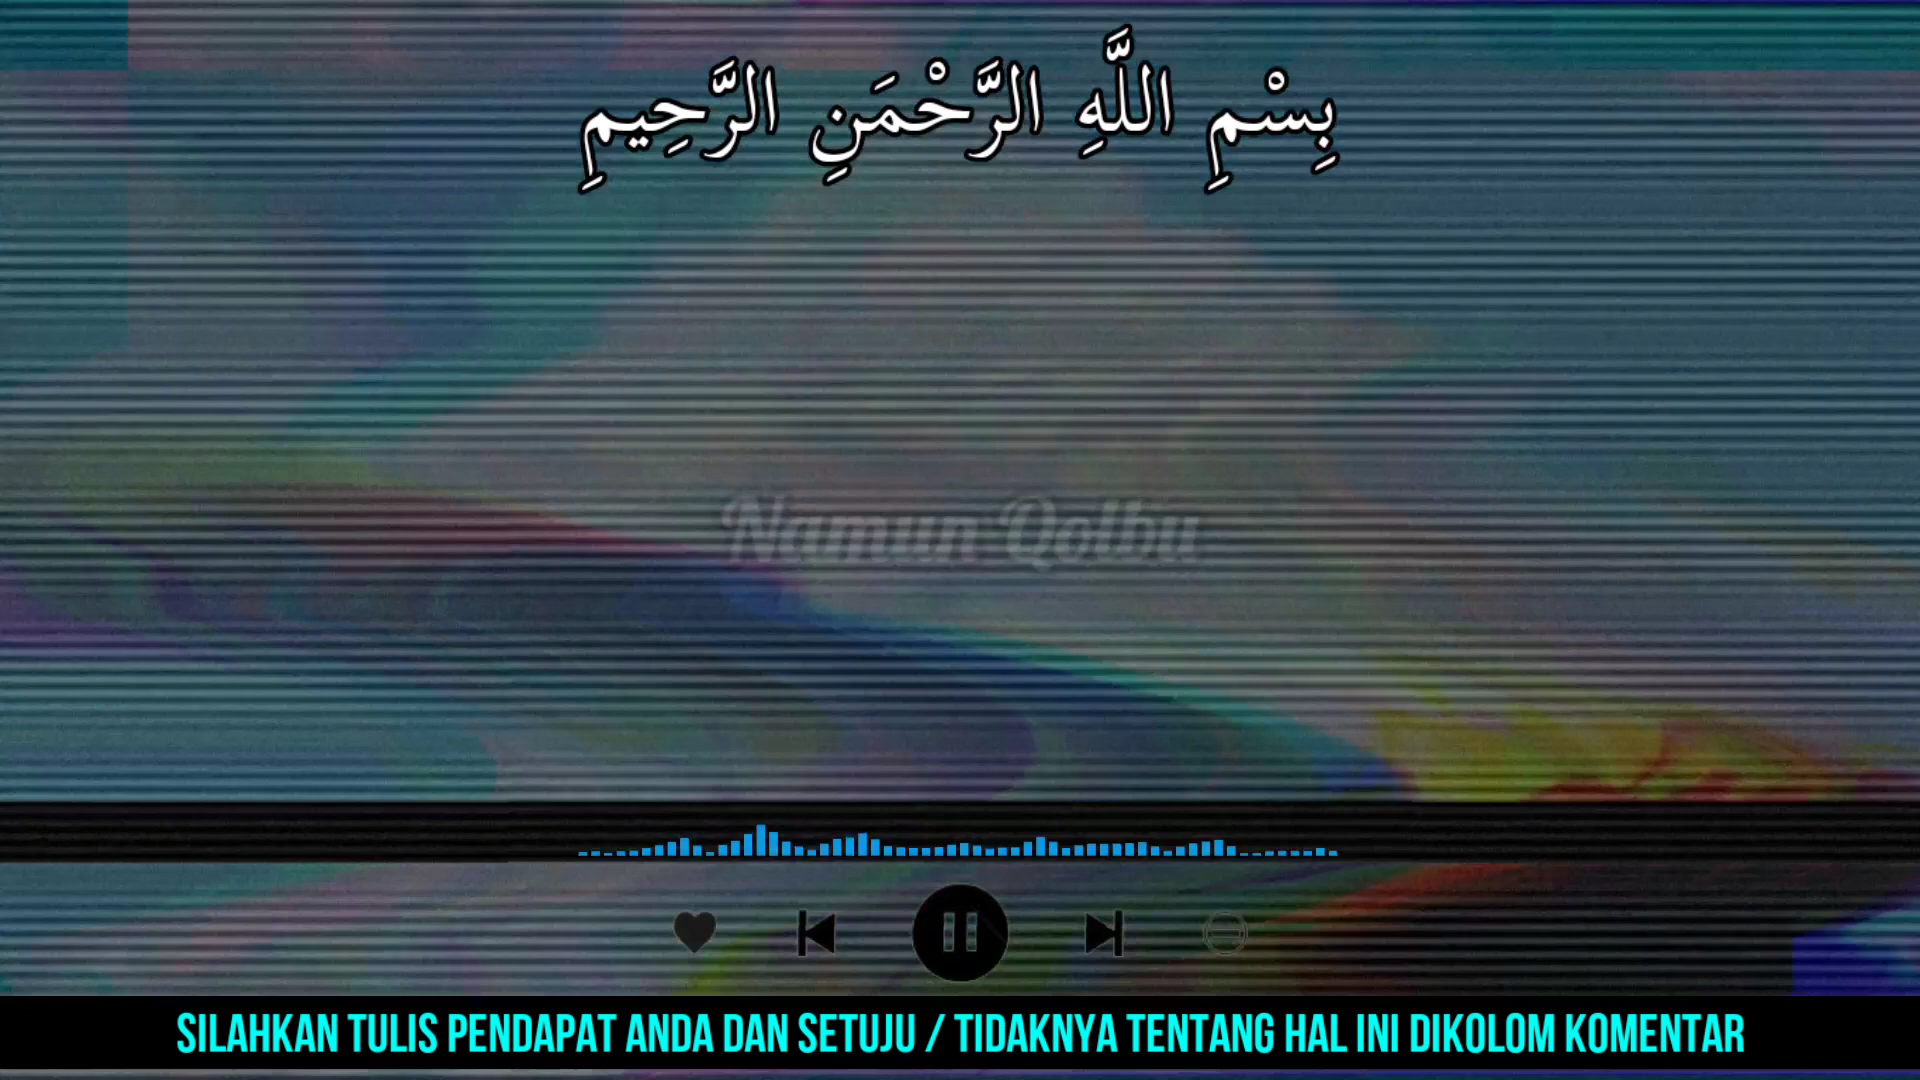 بِسْمِ اللَّهِ الرَّحْمَنِ الرَّحِيمِ
Namun Qolbu
SILAHKAN TULIS PENDAPAT ANDA DAN SETUJU / TIDAKNYA TENTANG HAL INI DIKOLOM KOMENTAR